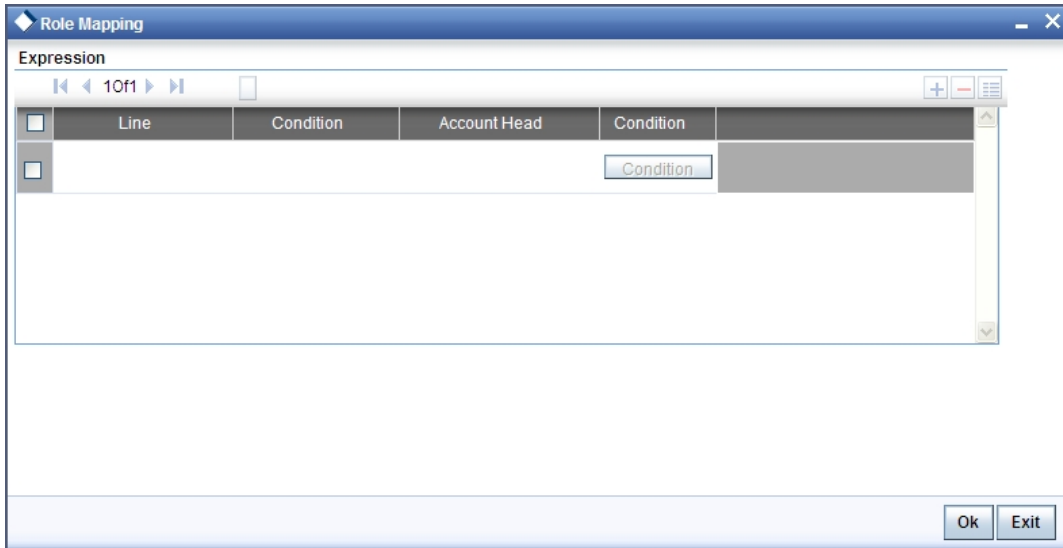 Role Mapping
Expression
1Of1
Line Condition Account Head Condition
Condition
Ok Exit